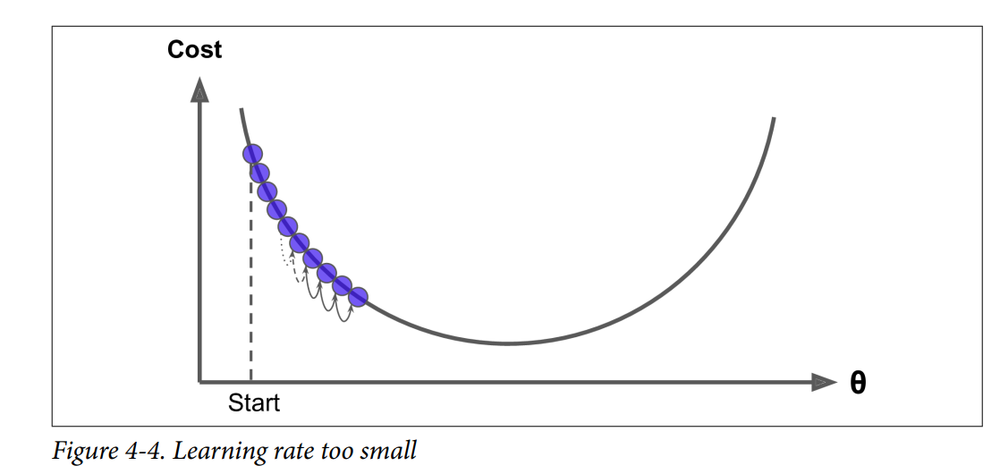 Cost
θ
Start
Figure 4-4. Learning rate too small